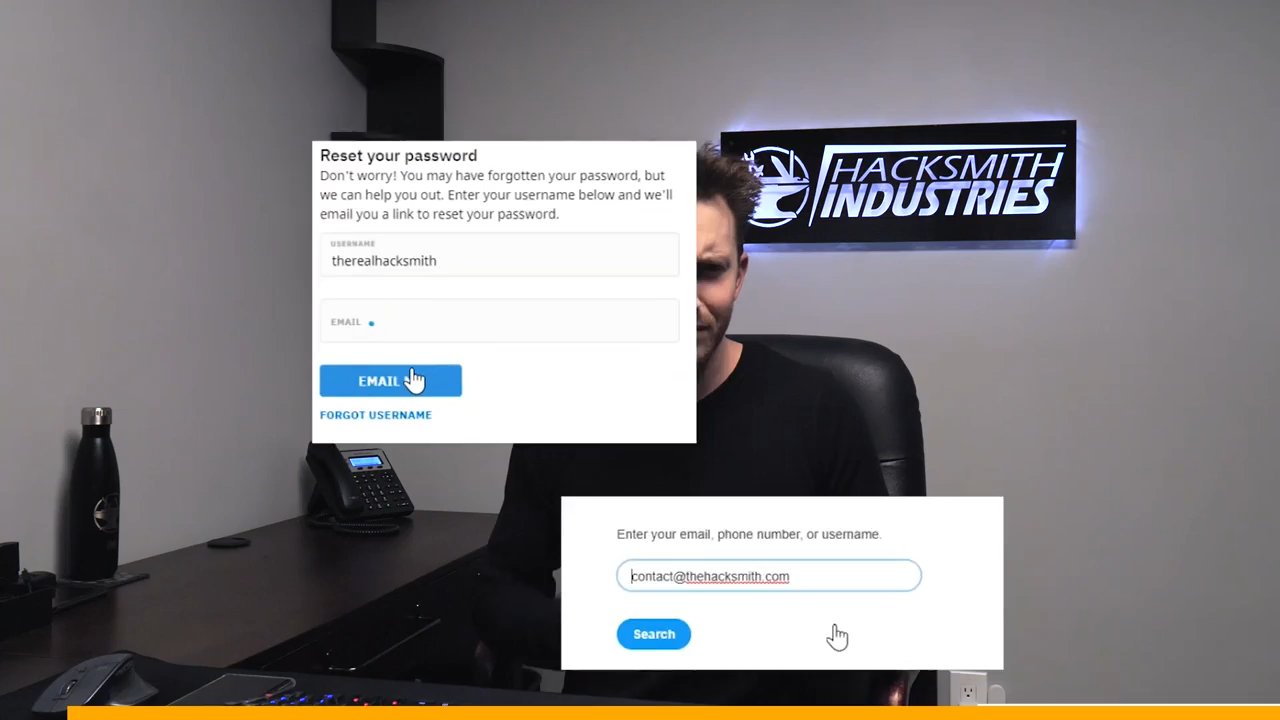 Reset your password
Don't worry! You may have forgotten your password, but
we can help you out. Enter your username below and we'll
email you a link to reset your password.
USERNAME
therealhacksmith
EMAIL
EMAIL
FORGOT USERNAME
HACKSMITH
INDUSTRIES
Enter your email, phone number, or username.
contact@thehacksmith.com
Search